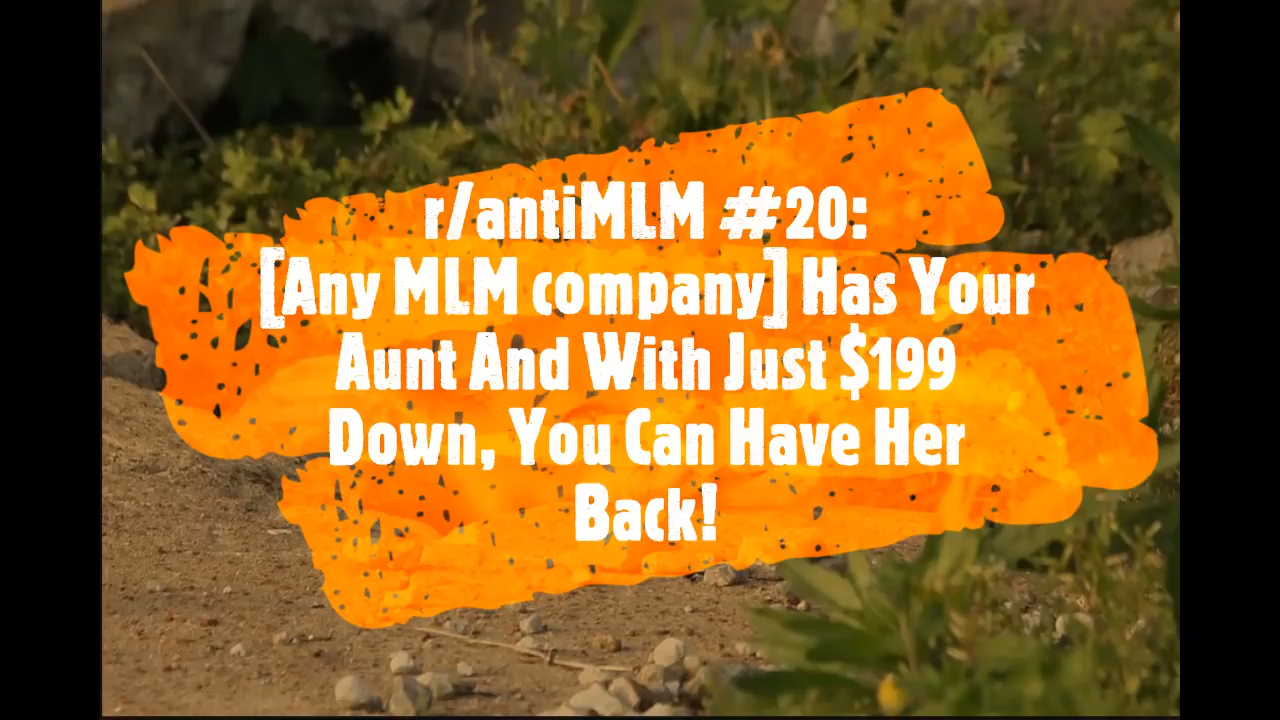 r/antiMLM #20:
[Any MLM company] Has Your
Aunt And With Just $199
Down, You Can Have Her
Back!